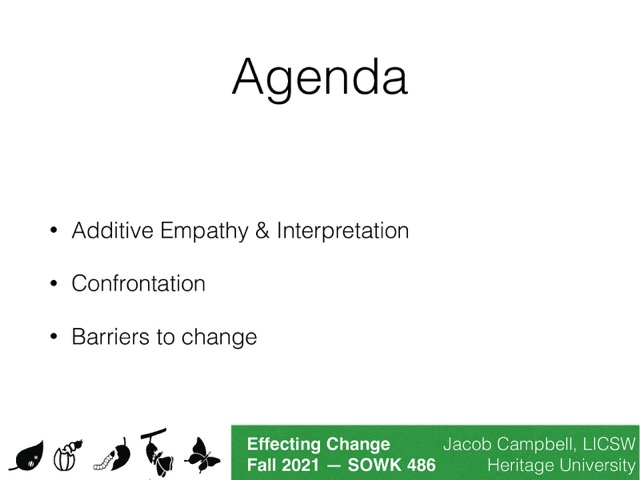 Agenda
• Additive Empathy & Interpretation
• Confrontation
• Barriers to change
Effecting Change Jacob Campbell, LICSW
Fall 2021 — SOWK 486 Heritage University